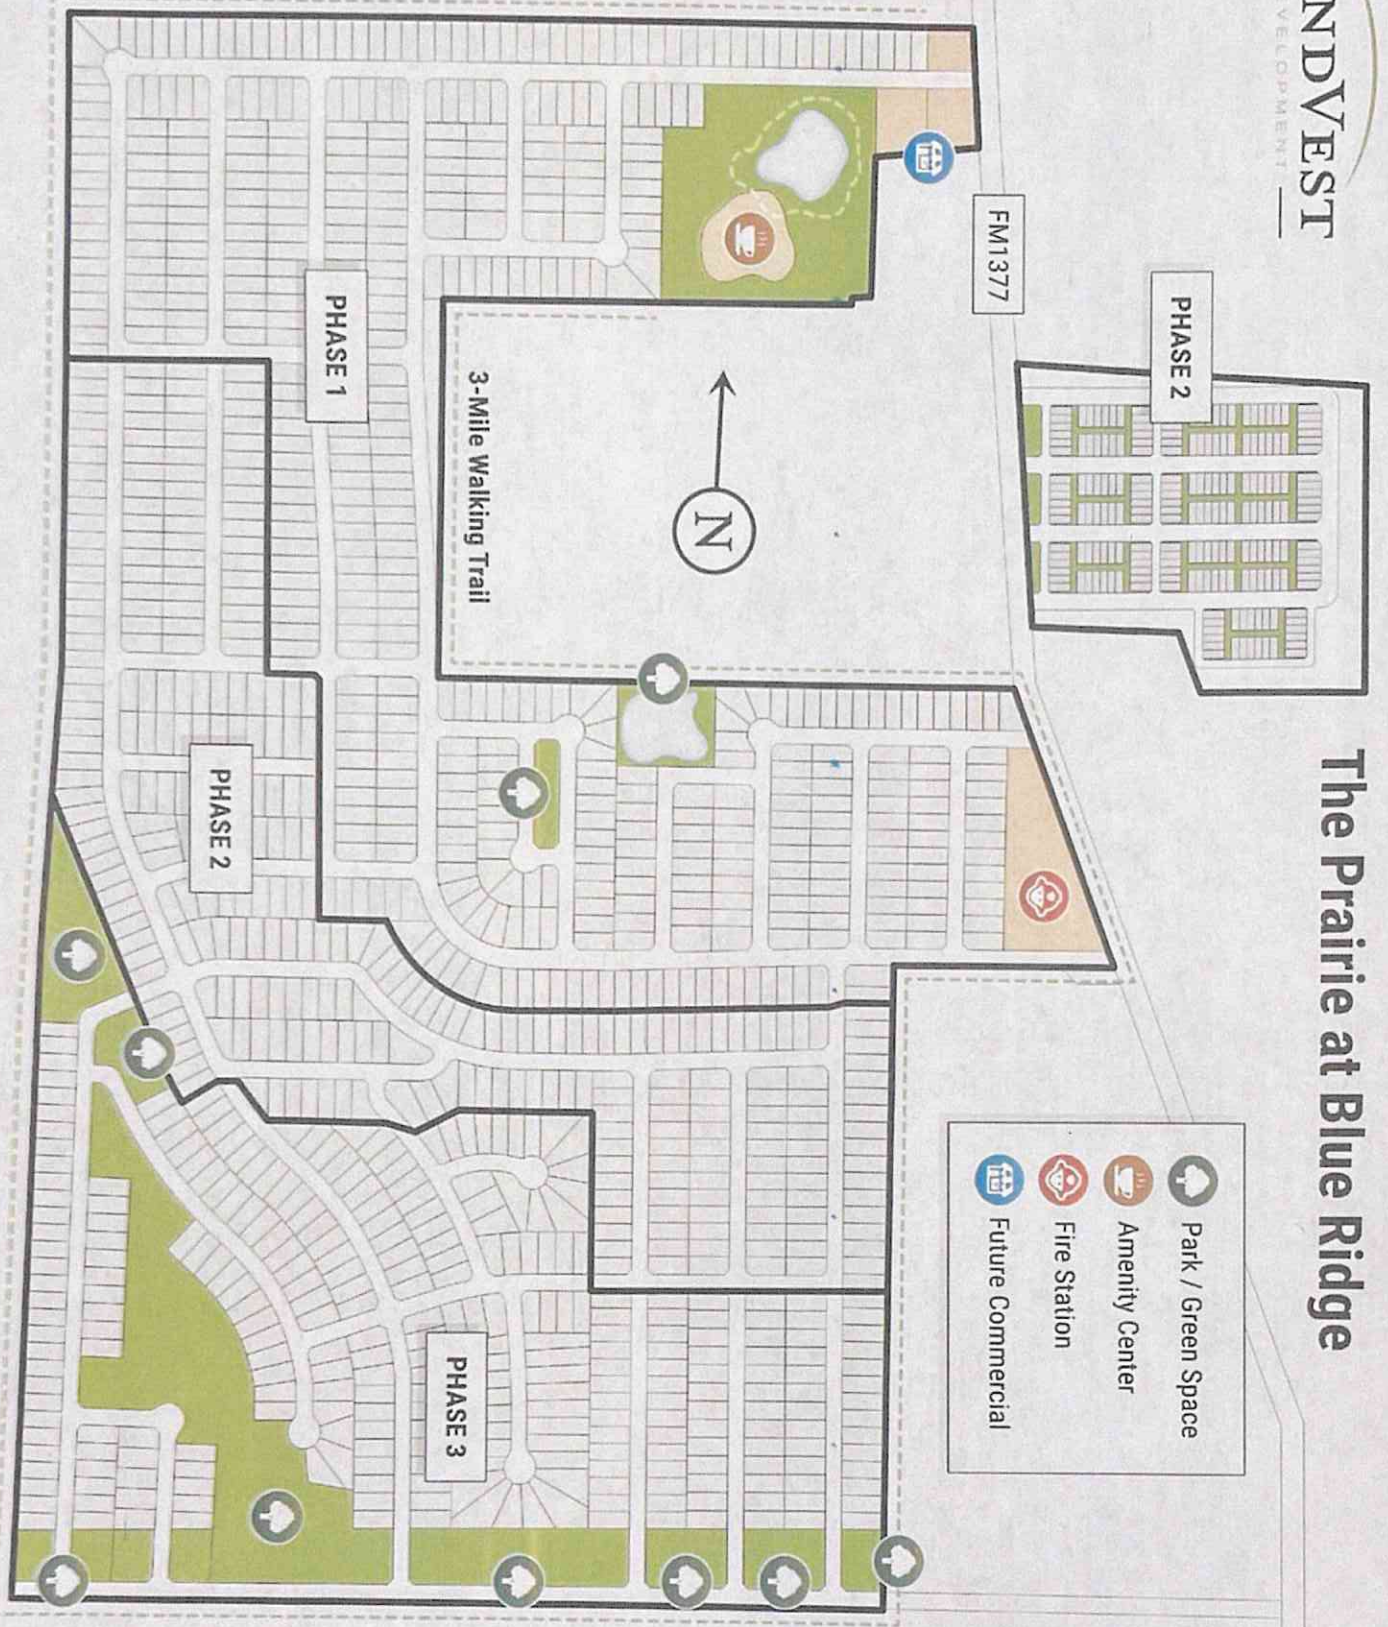 The Prairie at Blue Ridge
NDVEST
VELOPMENT
PHASE 2
FM1377
N
3-Mile Walking Trail
PHASE 1
PHASE 2
PHASE 3
Park / Green Space
Amenity Center
Fire Station
Future Commercial